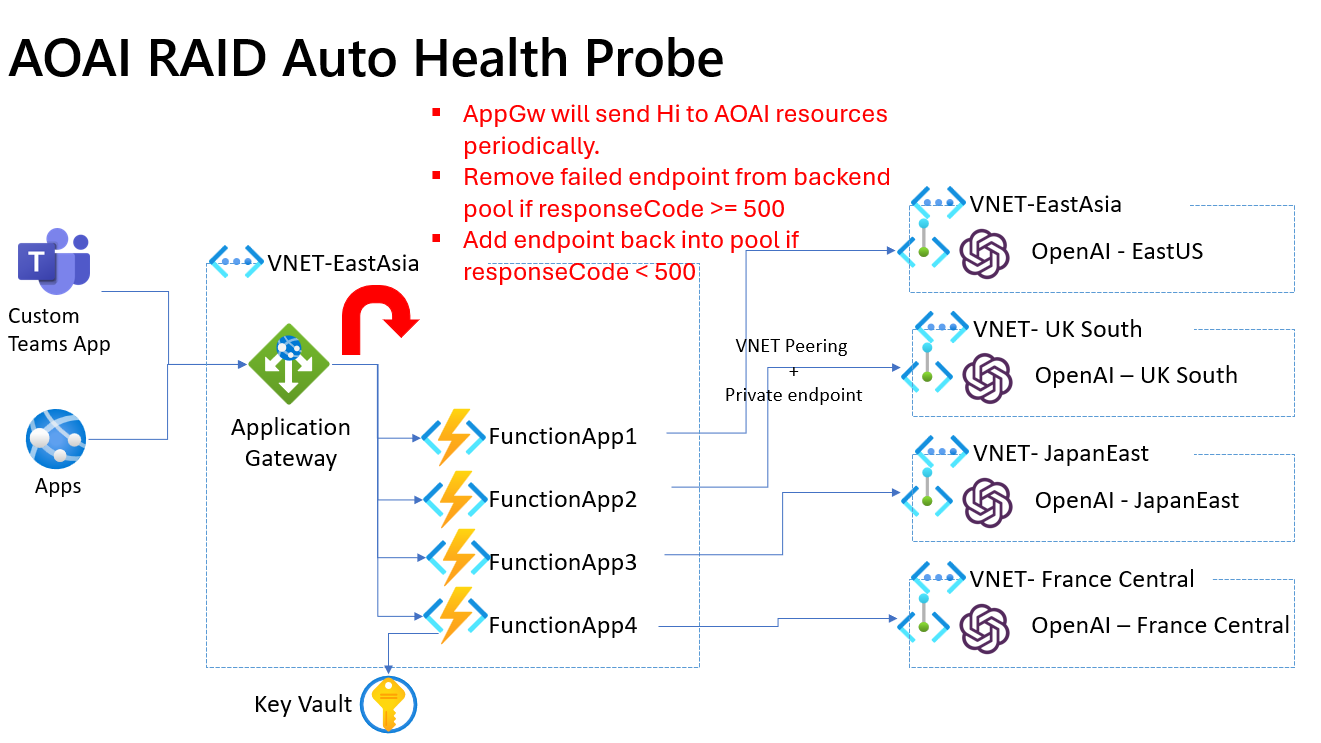 AOAI RAID Auto Health Probe
▪ AppGw will send Hi to AOAI resources
periodically.
▪ Remove failed endpoint from backend
pool if responseCode >= 500
▪ Add endpoint back into pool if
responseCode < 500
T
Custom
Teams App
Apps
VNET-EastAsia
Application
Gateway
FunctionApp1
FunctionApp2
FunctionApp3
FunctionApp4
Key Vault
VNET Peering
+
Private endpoint
VNET-EastAsia
OpenAI - EastUS
VNET- UK South
OpenAI – UK South
VNET- JapanEast
OpenAI - JapanEast
VNET- France Central
OpenAI – France Central